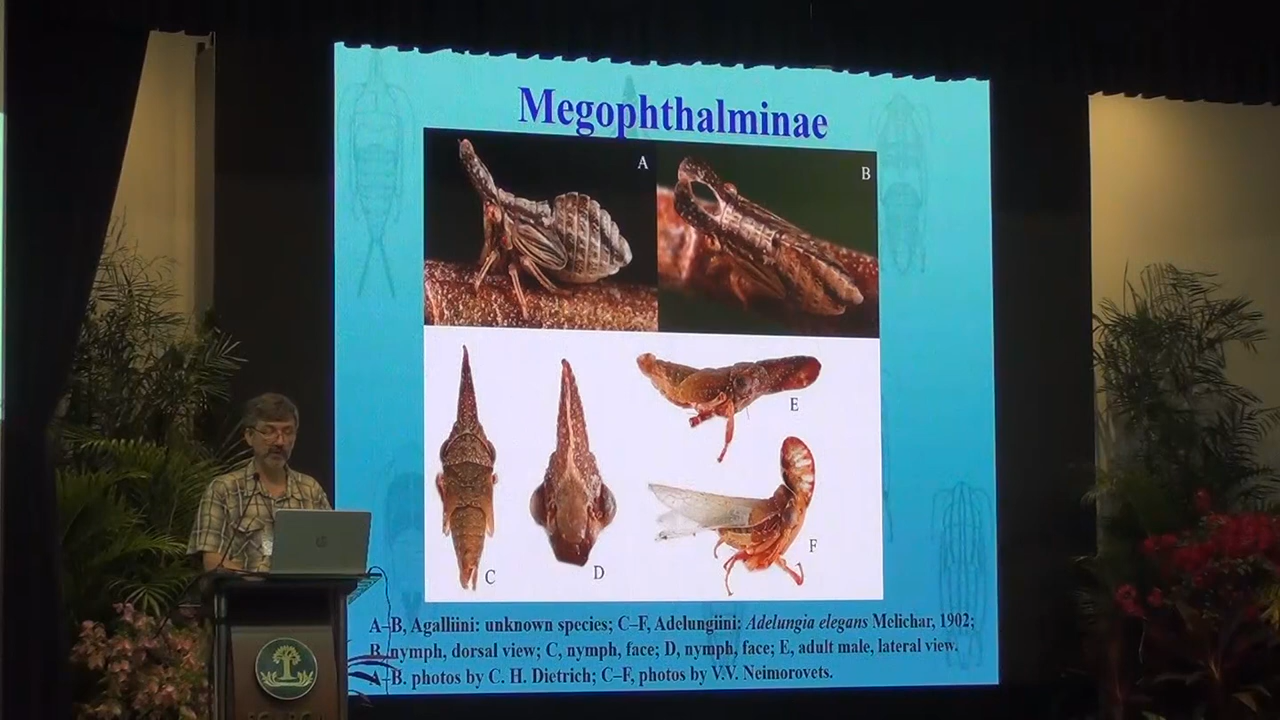 Megophthalminae
A
B
E
F
C
D
A–B, Agalliini: unknown species; C–F, Adelungiini: Adelungia elegans Melichar, 1902;
B nymph, dorsal view; C, nymph, face; D, nymph, face; E, adult male, lateral view.
–B. photos by C. H. Dietrich; C–F, photos by V.V. Neimorovets.